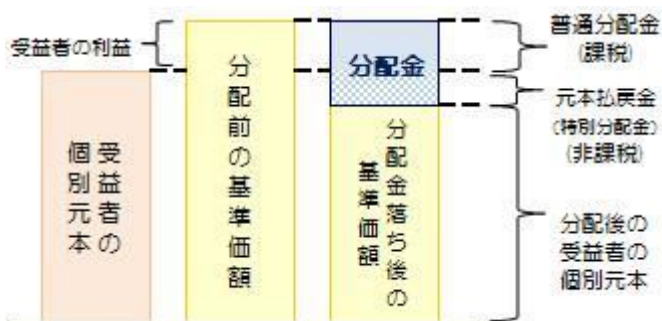 受益者の利益
受益者の
個別元本
分配前の基準価額
分配金
分配金落ち後の
基準価額
普通分配金
(課税)
元本払戻金
(特別分配金)
(非課税)
分配後の
受益者の
個別元本